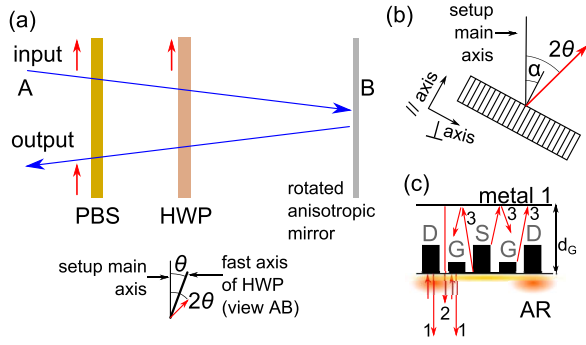 (a)
input
A
B
output
PBS
HWP
rotated
anisotropic
mirror
setup main
axis
θ
2θ
fast axis
of HWP
(view AB)
(b)
setup
main
axis
2θ
α
// axis
⊥axis
(c)
metal 1
3 3 3
D G S G D
d_G
AR
1 2 1